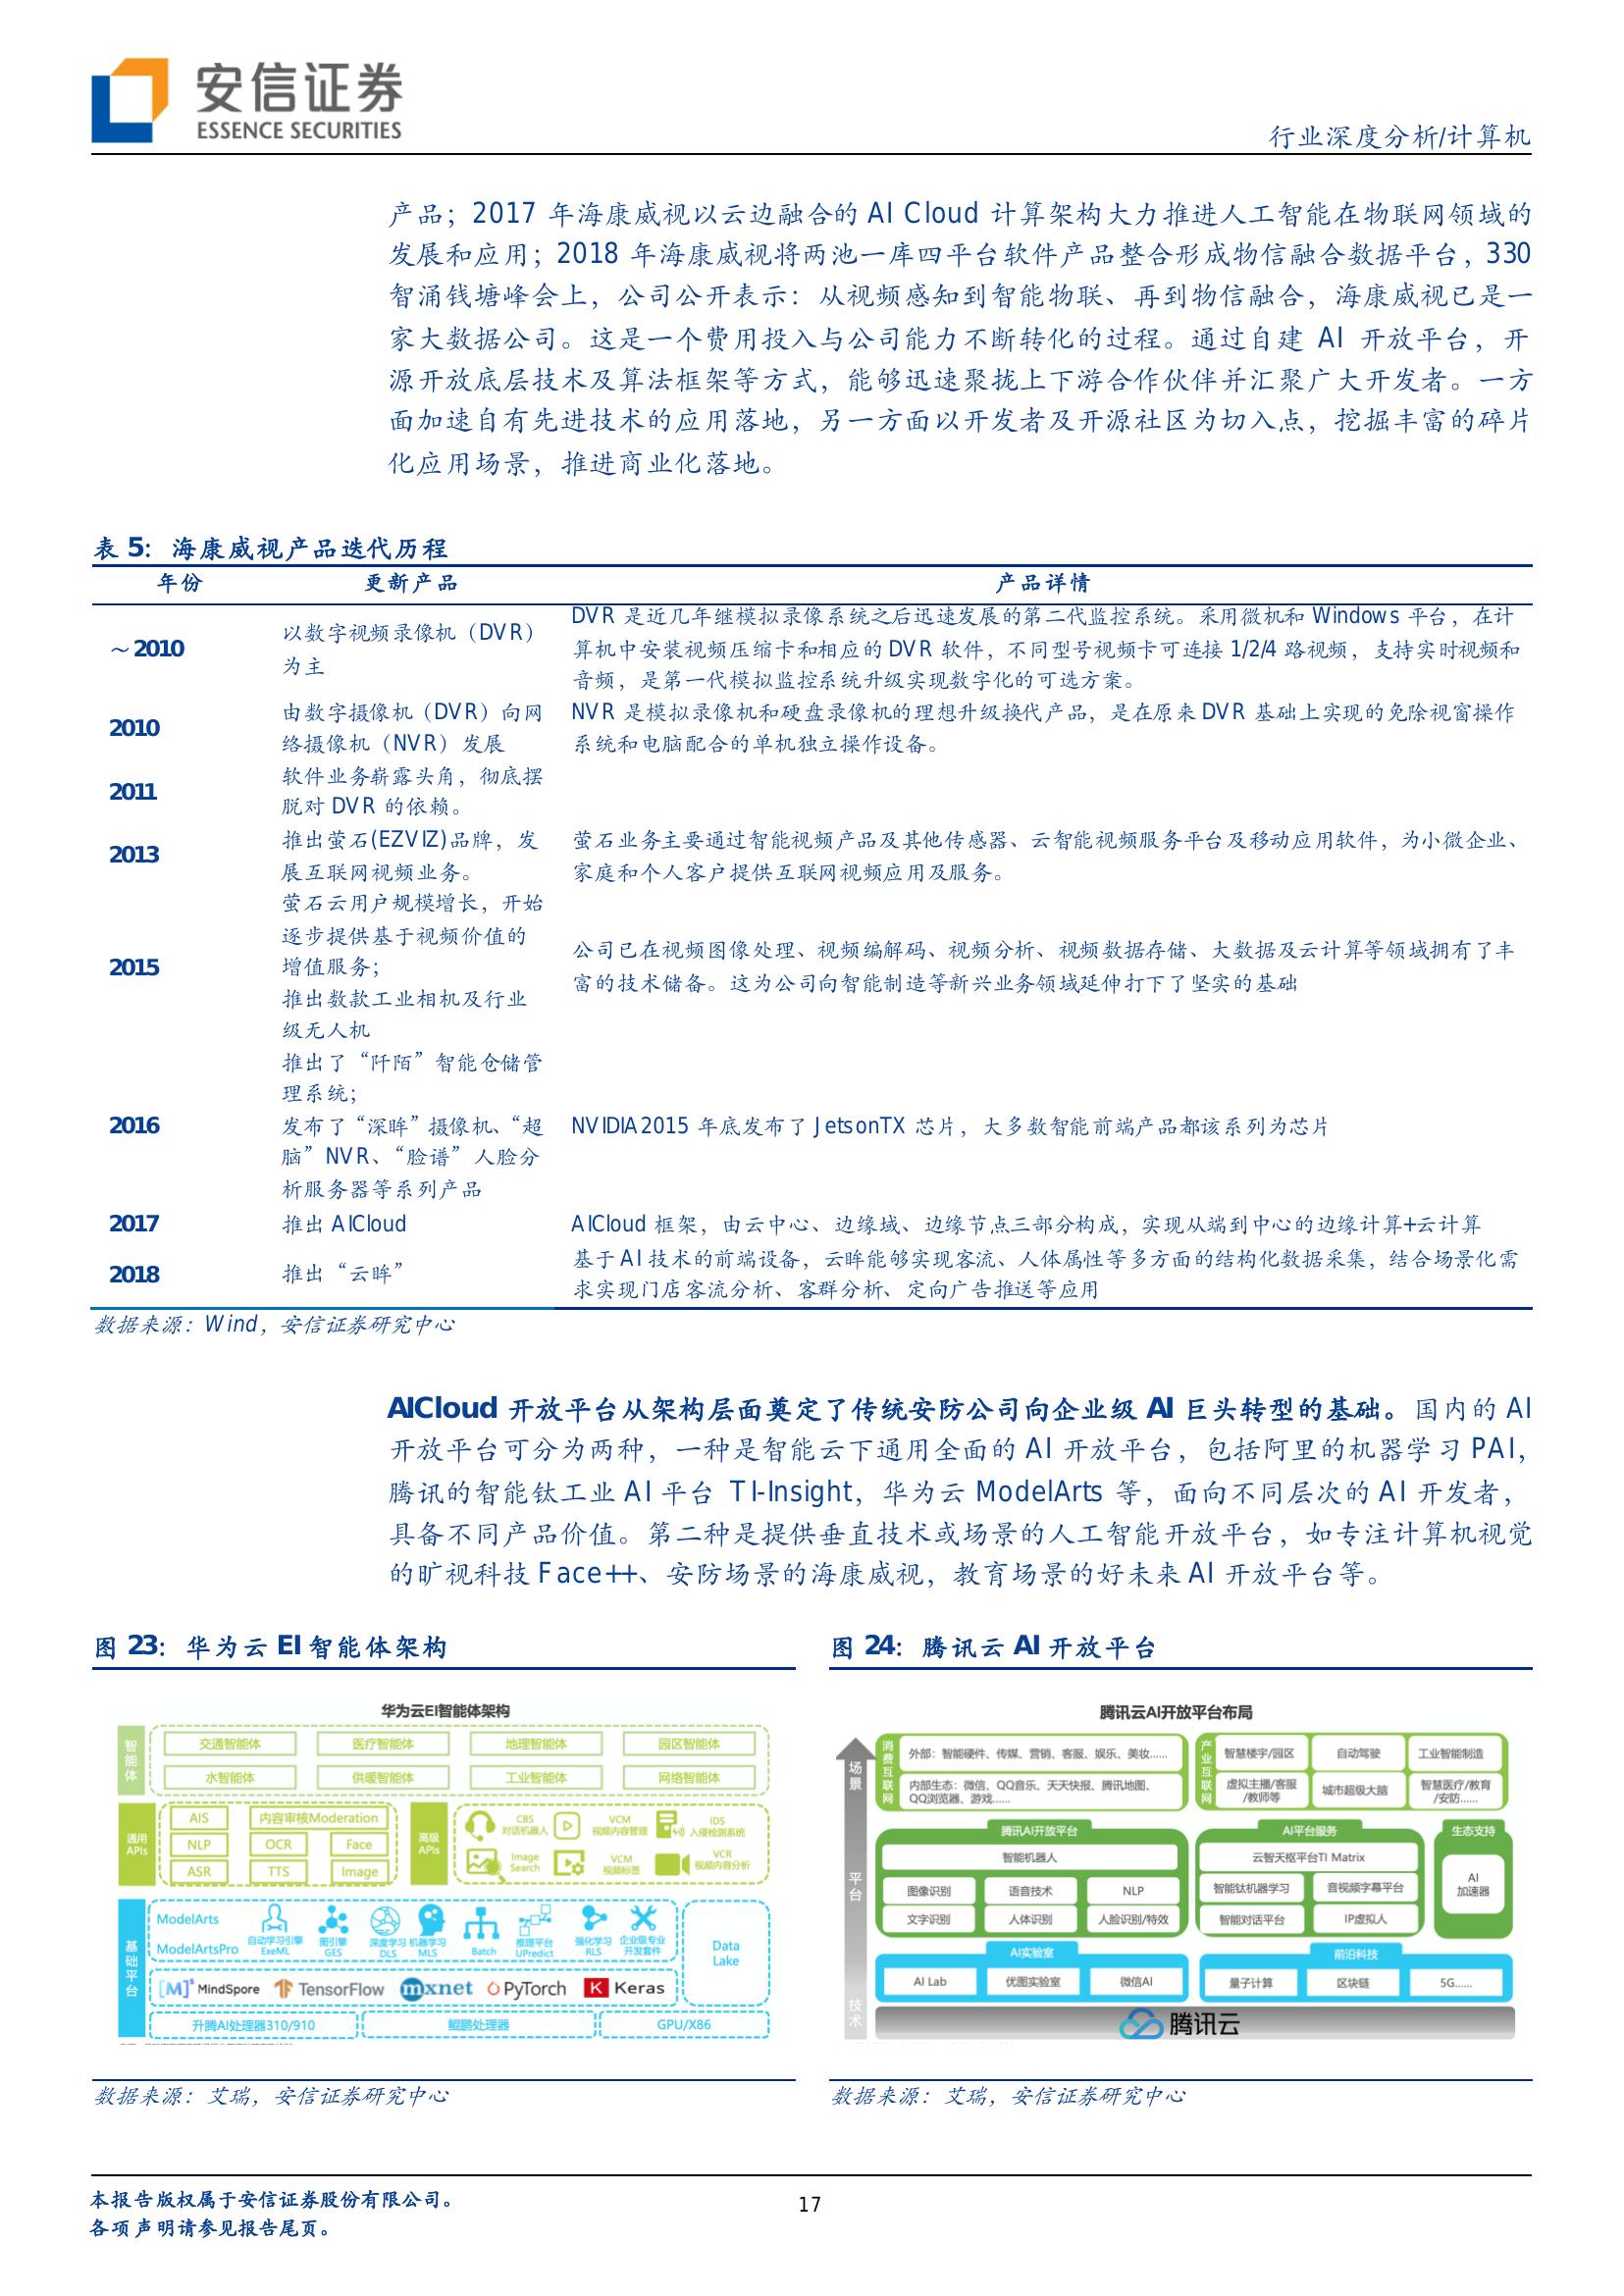 安信证券
ESSENCE SECURITIES
行业深度分析/计算机
产品；2017 年海康威视以云边融合的 AI Cloud 计算架构大力推进人工智能在物联网领域的
发展和应用；2018 年海康威视将两池一库四平台软件产品整合形成物信融合数据平台，330
智涌钱塘峰会上，公司公开表示：从视频感知到智能物联、再到物信融合，海康威视已是一
家大数据公司。这是一个费用投入与公司能力不断转化的过程。通过自建 AI 开放平台，开
源开放底层技术及算法框架等方式，能够迅速聚拢上下游合作伙伴并汇聚广大开发者。一方
面加速自有先进技术的应用落地，另一方面以开发者及开源社区为切入点，挖掘丰富的碎片
化应用场景，推进商业化落地。
表 5：海康威视产品迭代历程
年份 更新产品 产品详情
～2010
以数字视频录像机（DVR）
为主
DVR 是近几年继模拟录像系统之后迅速发展的第二代监控系统。采用微机和 Windows 平台，在计
算机中安装视频压缩卡和相应的 DVR 软件，不同型号视频卡可连接 1/2/4 路视频，支持实时视频和
音频，是第一代模拟监控系统升级实现数字化的可选方案。
2010
由数字摄像机（DVR）向网
络摄像机（NVR）发展
NVR 是模拟录像机和硬盘录像机的理想升级换代产品，是在原来 DVR 基础上实现的免除视窗操作
系统和电脑配合的单机独立操作设备。
2011
软件业务崭露头角，彻底摆
脱对 DVR 的依赖。
2013
推出萤石(EZVIZ)品牌，发
展互联网视频业务。
萤石业务主要通过智能视频产品及其他传感器、云智能视频服务平台及移动应用软件，为小微企业、
家庭和个人客户提供互联网视频应用及服务。
2015
萤石云用户规模增长，开始
逐步提供基于视频价值的
增值服务；
推出数款工业相机及行业
级无人机
公司已在视频图像处理、视频编解码、视频分析、视频数据存储、大数据及云计算等领域拥有了丰
富的技术储备。这为公司向智能制造等新兴业务领域延伸打下了坚实的基础
2016
推出了“阡陌”智能仓储管
理系统；
发布了“深眸”摄像机、“超
脑”NVR、“脸谱”人脸分
析服务器等系列产品
NVIDIA2015 年底发布了 JetsonTX 芯片，大多数智能前端产品都该系列为芯片
2017 推出 AICloud AICloud 框架，由云中心、边缘域、边缘节点三部分构成，实现从端到中心的边缘计算+云计算
2018 推出“云眸”
基于 AI 技术的前端设备，云眸能够实现客流、人体属性等多方面的结构化数据采集，结合场景化需
求实现门店客流分析、客群分析、定向广告推送等应用
数据来源：Wind，安信证券研究中心
AICloud 开放平台从架构层面奠定了传统安防公司向企业级 AI 巨头转型的基础。国内的 AI
开放平台可分为两种，一种是智能云下通用全面的 AI 开放平台，包括阿里的机器学习 PAI，
腾讯的智能钛工业 AI 平台 TI-Insight，华为云 ModelArts 等，面向不同层次的 AI 开发者，
具备不同产品价值。第二种是提供垂直技术或场景的人工智能开放平台，如专注计算机视觉
的旷视科技 Face++、安防场景的海康威视，教育场景的好未来 AI 开放平台等。
图 23：华为云 EI 智能体架构
华为云EI智能体架构
智能体
交通智能体 医疗智能体 地理智能体 园区智能体
水智能体 供暖智能体 工业智能体 网络智能体
通用APIs
AIS 内容审核Moderation
NLP OCR Face
ASR TTS Image
高级APIs
CBS 对话机器人 VCM 视频内容管理 IDS 入侵检测系统
Image Search VCM 视频标签 VCR 视频内容分析
基础平台
ModelArts
ModelArtsPro
自动学习引擎 ExeML 图引擎 GES 深度学习 DLS 机器学习 MLS Batch 推理平台 UPredict 强化学习 RLS 企业级专业开发套件
Data Lake
[M]s MindSpore TensorFlow mxnet PyTorch K Keras
升腾AI处理器310/910 鲲鹏处理器 GPU/X86
数据来源：艾瑞，安信证券研究中心
图 24：腾讯云 AI 开放平台
腾讯云AI开放平台布局
场景
平台
技术
消费互联网
外部：智能硬件、传媒、营销、客服、娱乐、美妆......
内部生态：微信、QQ音乐、天天快报、腾讯地图、
QQ浏览器、游戏......
产业互联网
智慧楼宇/园区 自动驾驶 工业智能制造
虚拟主播/客服/教师等 城市超级大脑 智慧医疗/教育/安防......
腾讯AI开放平台
智能机器人
图像识别 语音技术 NLP
文字识别 人体识别 人脸识别/特效
AI平台服务
云智天枢平台TI Matrix
智能钛机器学习 音视频字幕平台
智能对话平台 IP虚拟人
生态支持
AI
加速器
AI实验室
AI Lab 优图实验室 微信AI
前沿科技
量子计算 区块链 5G......
腾讯云
数据来源：艾瑞，安信证券研究中心
本报告版权属于安信证券股份有限公司。
各项声明请参见报告尾页。
17